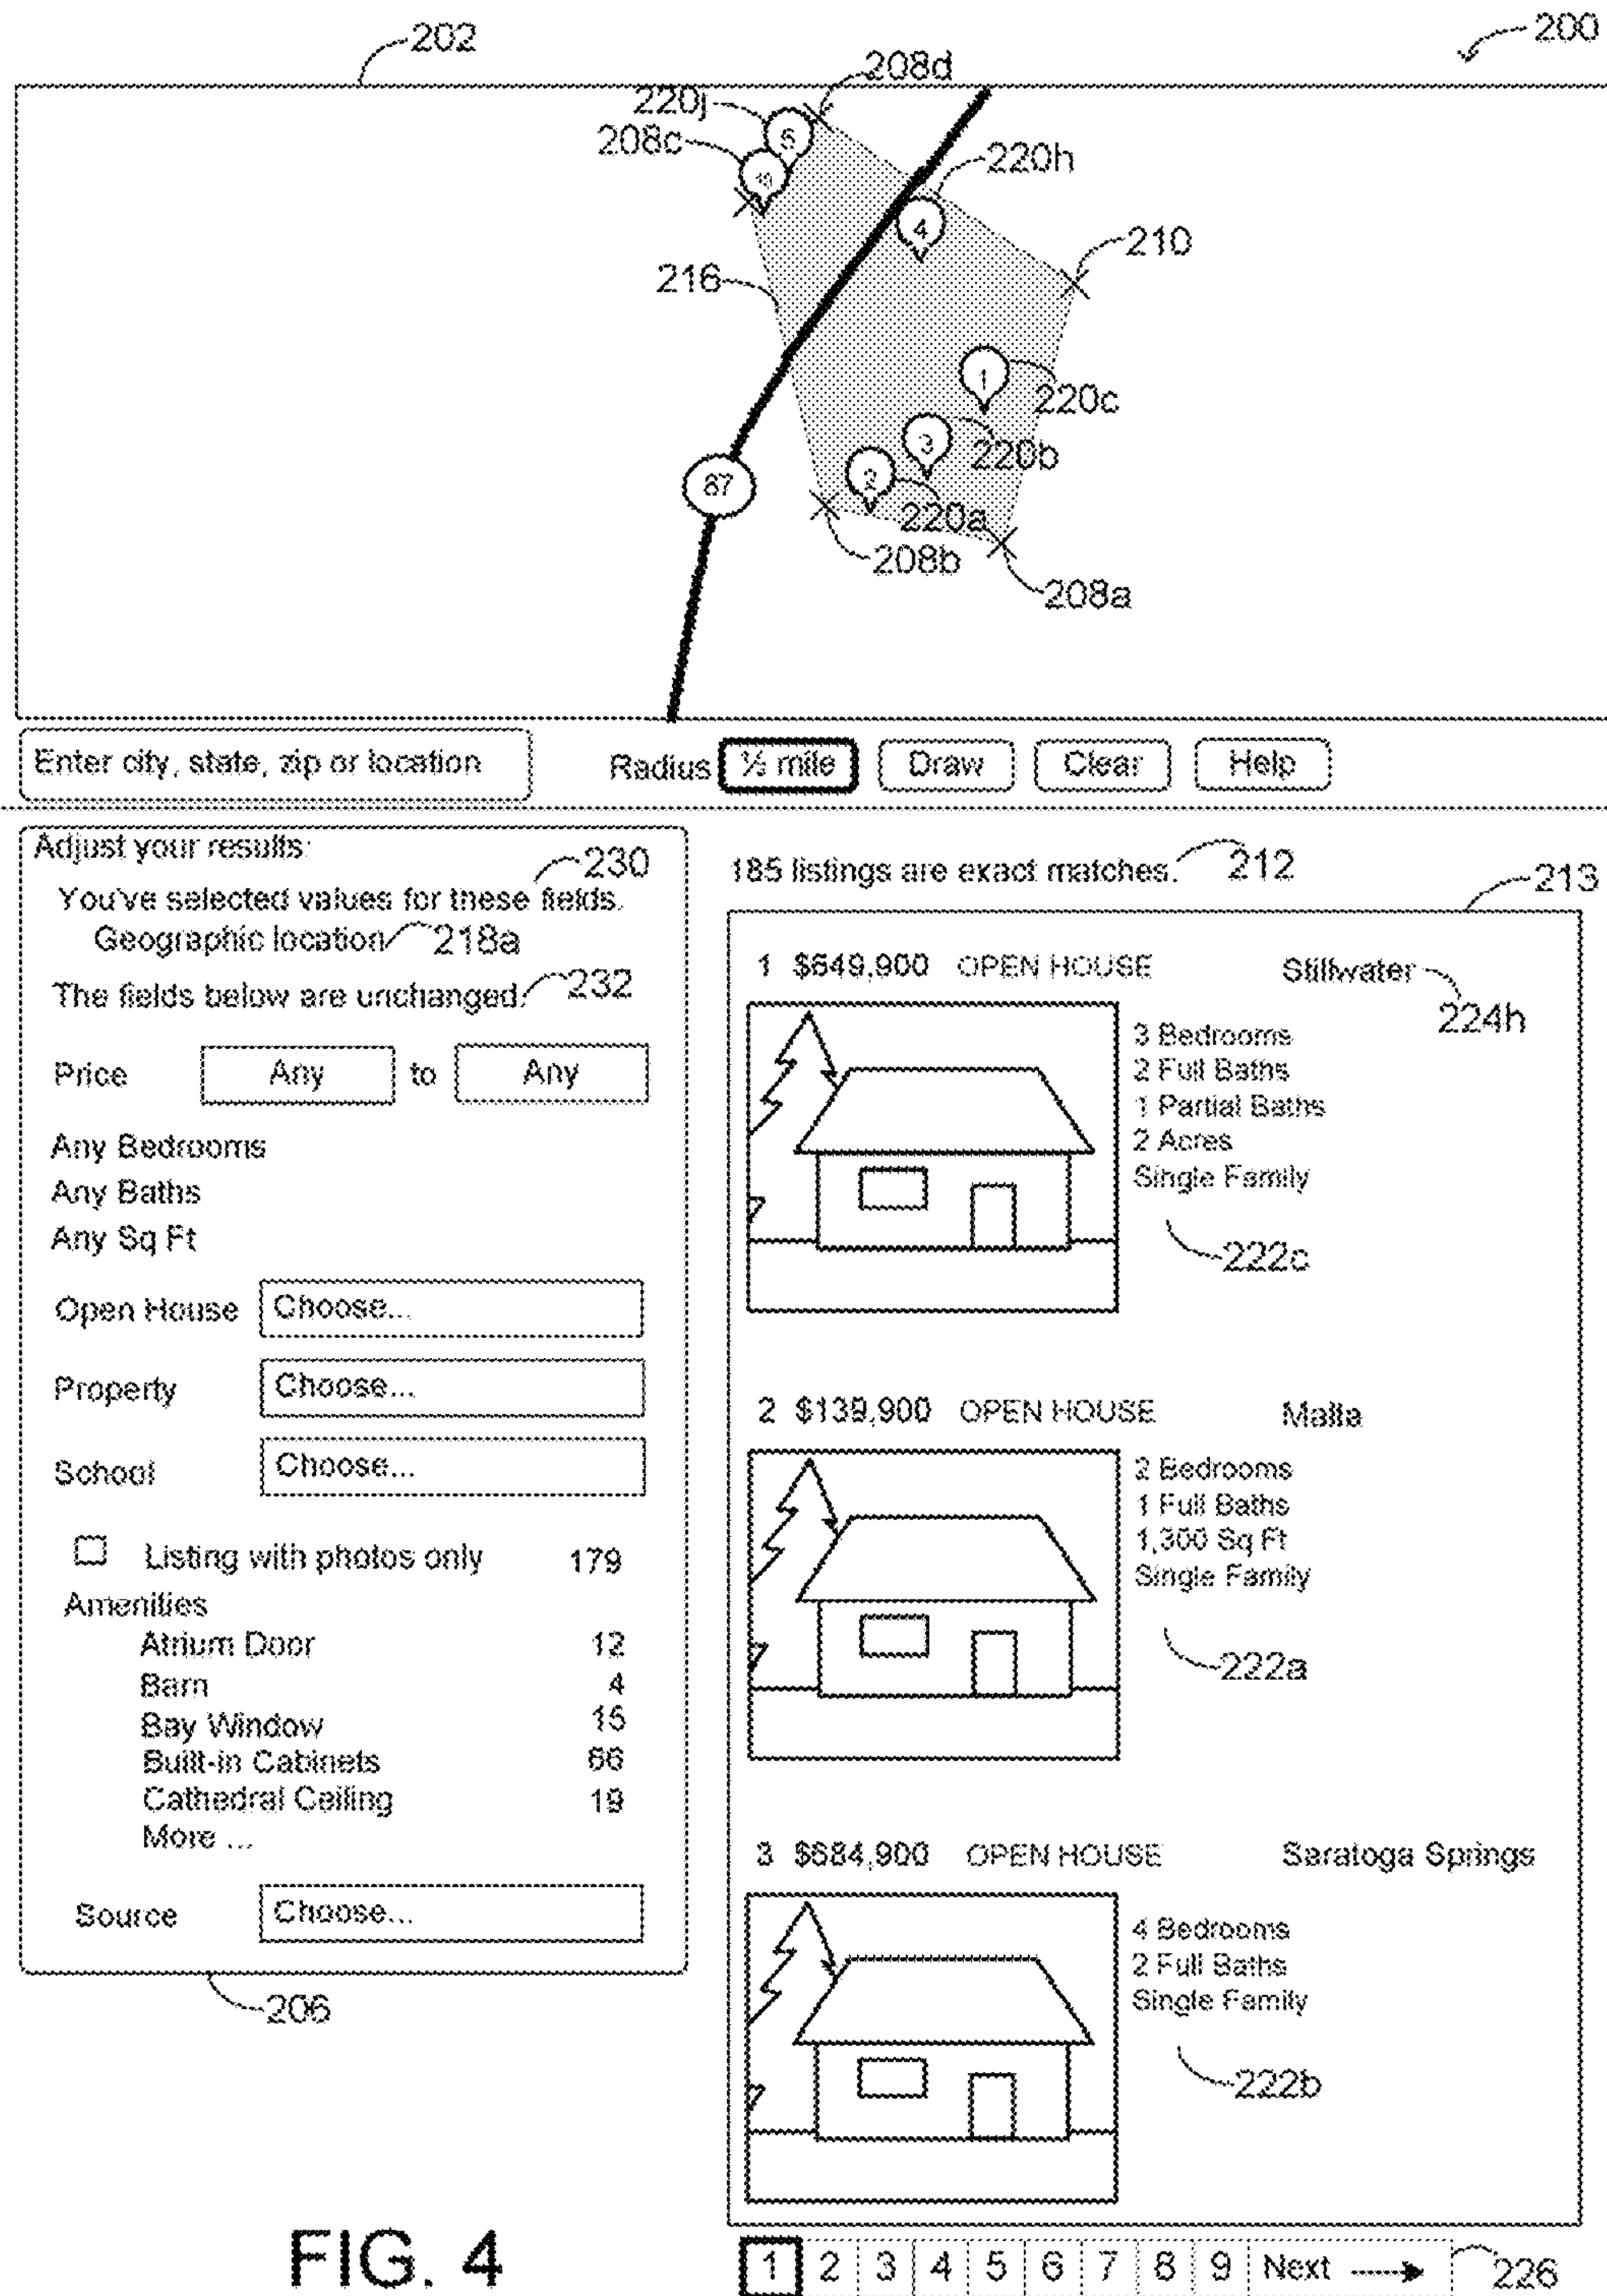 202
200
208d
220j
5
208c
10
220h
4
210
216
1
220c
3
220b
87
2
220a
208b
208a
Enter city, state, zip or location Radius ½ mile Draw Clear Help
Adjust your results:
230
You've selected values for these fields.
Geographic location 218a
The fields below are unchanged. 232
Price Any to Any
Any Bedrooms
Any Baths
Any Sq Ft
Open House Choose...
Property Choose...
School Choose...
Listing with photos only 179
Amenities
Atrium Door 12
Barn 4
Bay Window 15
Built-in Cabinets 66
Cathedral Ceiling 19
More ...
Source Choose...
206
185 listings are exact matches. 212
213
1 $649,900 OPEN HOUSE Stillwater
224h
3 Bedrooms
2 Full Baths
1 Partial Baths
2 Acres
Single Family
222c
2 $139,900 OPEN HOUSE Malta
2 Bedrooms
1 Full Baths
1,300 Sq Ft
Single Family
222a
3 $684,900 OPEN HOUSE Saratoga Springs
4 Bedrooms
2 Full Baths
Single Family
222b
1 2 3 4 5 6 7 8 9 Next
226
FIG. 4